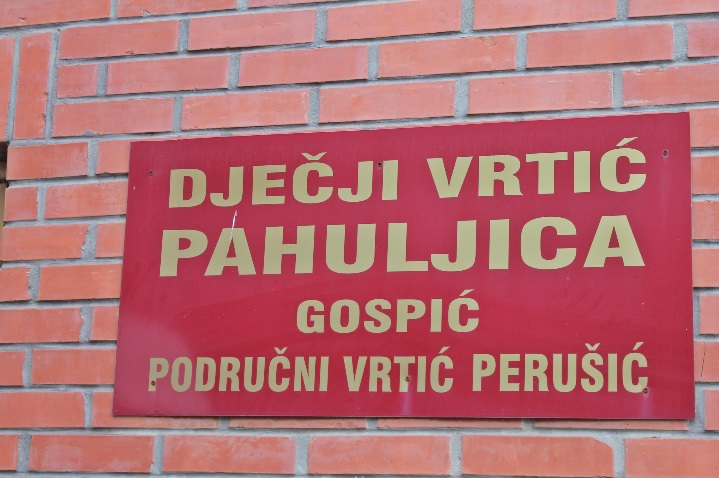 DJEČJI VRTIĆ
PAHULJICA
GOSPIĆ
PODRUČNI VRTIĆ PERUŠIĆ